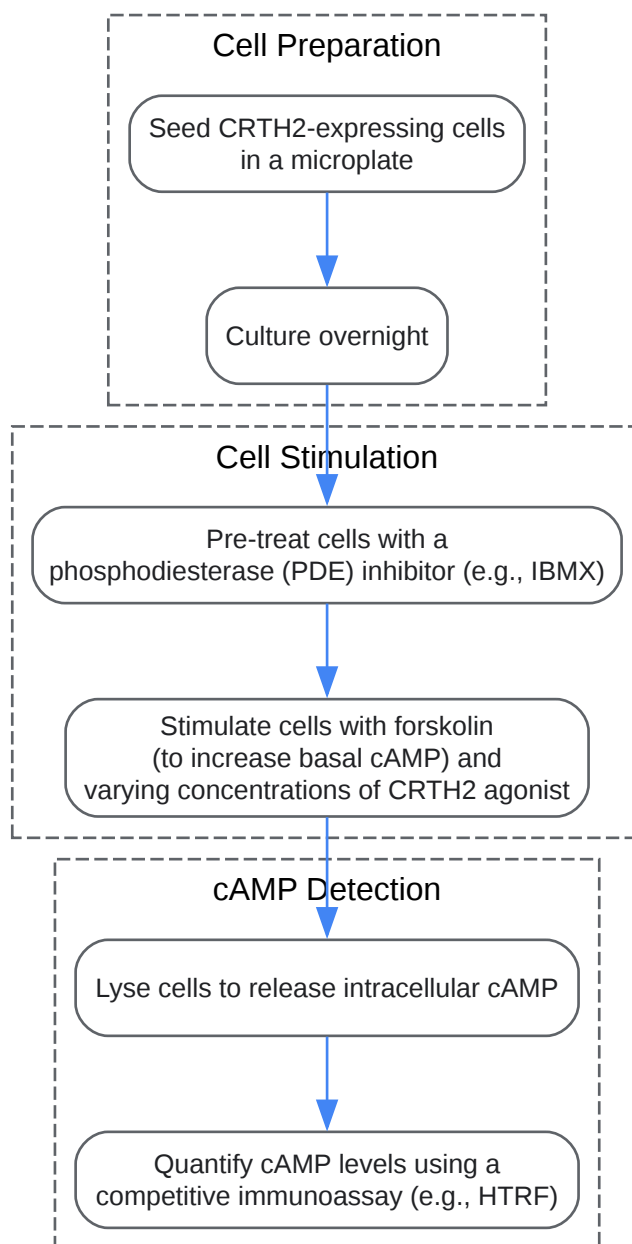 Cell Preparation
Seed CRTH2-expressing cells
in a microplate
Culture overnight
Cell Stimulation
Pre-treat cells with a
phosphodiesterase (PDE) inhibitor (e.g., IBMX)
Stimulate cells with forskolin
(to increase basal cAMP) and
varying concentrations of CRTH2 agonist
cAMP Detection
Lyse cells to release intracellular cAMP
Quantify cAMP levels using a
competitive immunoassay (e.g., HTRF)